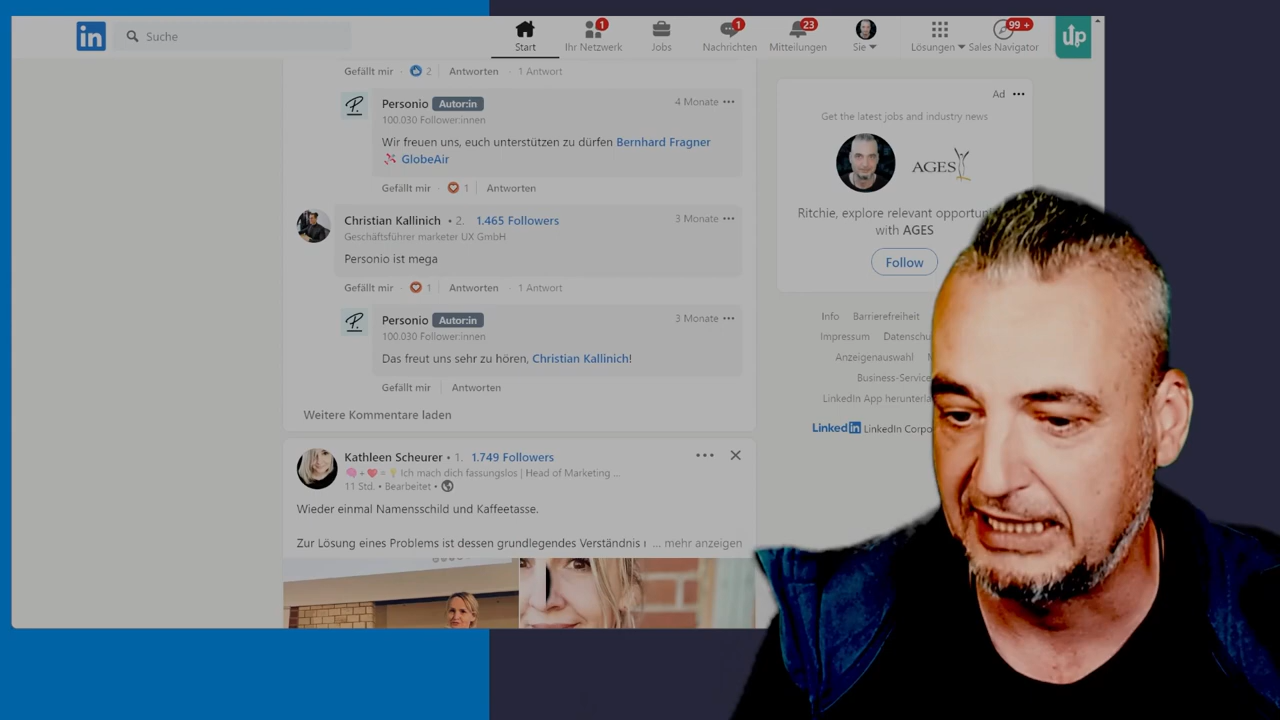 in
Suche
Start
1
Ihr Netzwerk
Jobs
1
Nachrichten
23
Mitteilungen
Sie
Lösungen
99 +
Sales Navigator
up
Gefällt mir · 2 | Antworten · 1 Antwort
Personio Autor:in
4 Monate
100.030 Follower:innen
Wir freuen uns, euch unterstützen zu dürfen Bernhard Fragner
GlobeAir
Gefällt mir · 1 | Antworten
Christian Kallinich • 2. 1.465 Followers
3 Monate
Geschäftsführer marketer UX GmbH
Personio ist mega
Gefällt mir · 1 | Antworten · 1 Antwort
Personio Autor:in
3 Monate
100.030 Follower:innen
Das freut uns sehr zu hören, Christian Kallinich!
Gefällt mir | Antworten
Weitere Kommentare laden
Kathleen Scheurer • 1. 1.749 Followers
Ich mach dich fassungslos | Head of Marketing ...
11 Std. • Bearbeitet •
Wieder einmal Namensschild und Kaffeetasse.
Zur Lösung eines Problems ist dessen grundlegendes Verständnis ... mehr anzeigen
Ad
Get the latest jobs and industry news
AGES
Ritchie, explore relevant
with AGES
Follow
Info Barrierefreiheit
Impressum
Anzeigenauswahl
LinkedIn App
LinkedIn LinkedIn